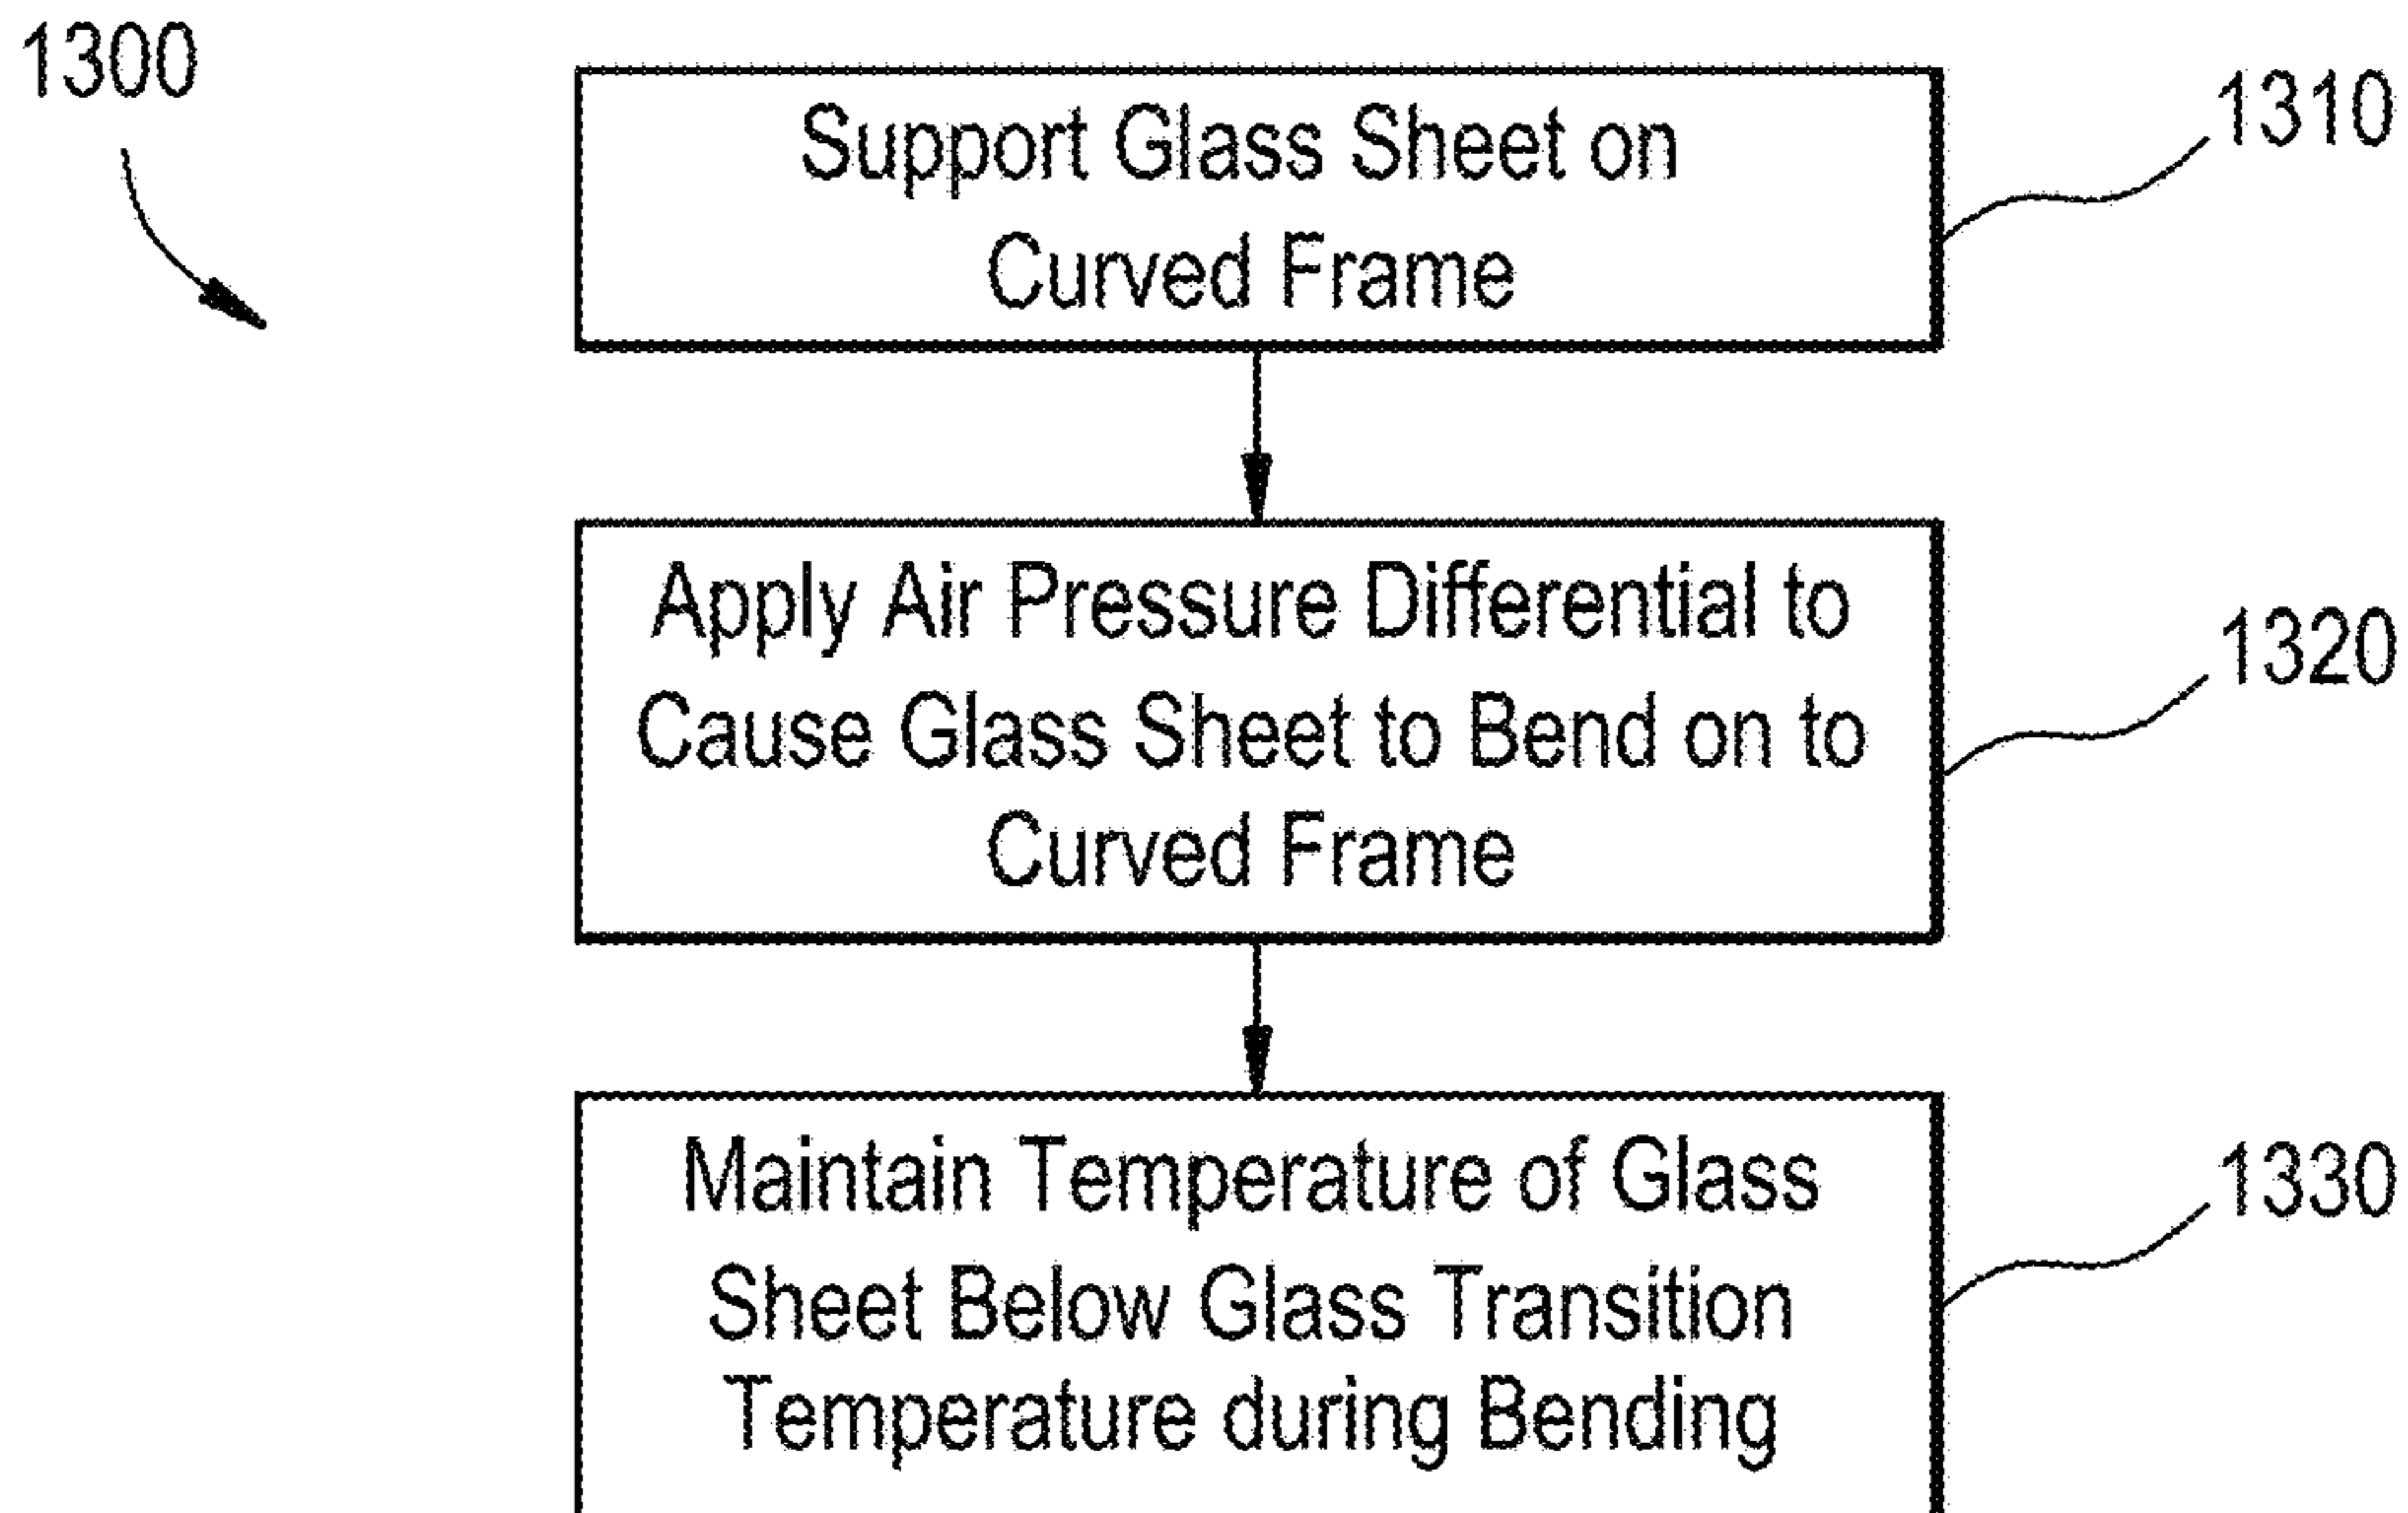 1300
Support Glass Sheet on
Curved Frame
1310
Apply Air Pressure Differential to
Cause Glass Sheet to Bend on to
Curved Frame
1320
Maintain Temperature of Glass
Sheet Below Glass Transition
Temperature during Bending
1330